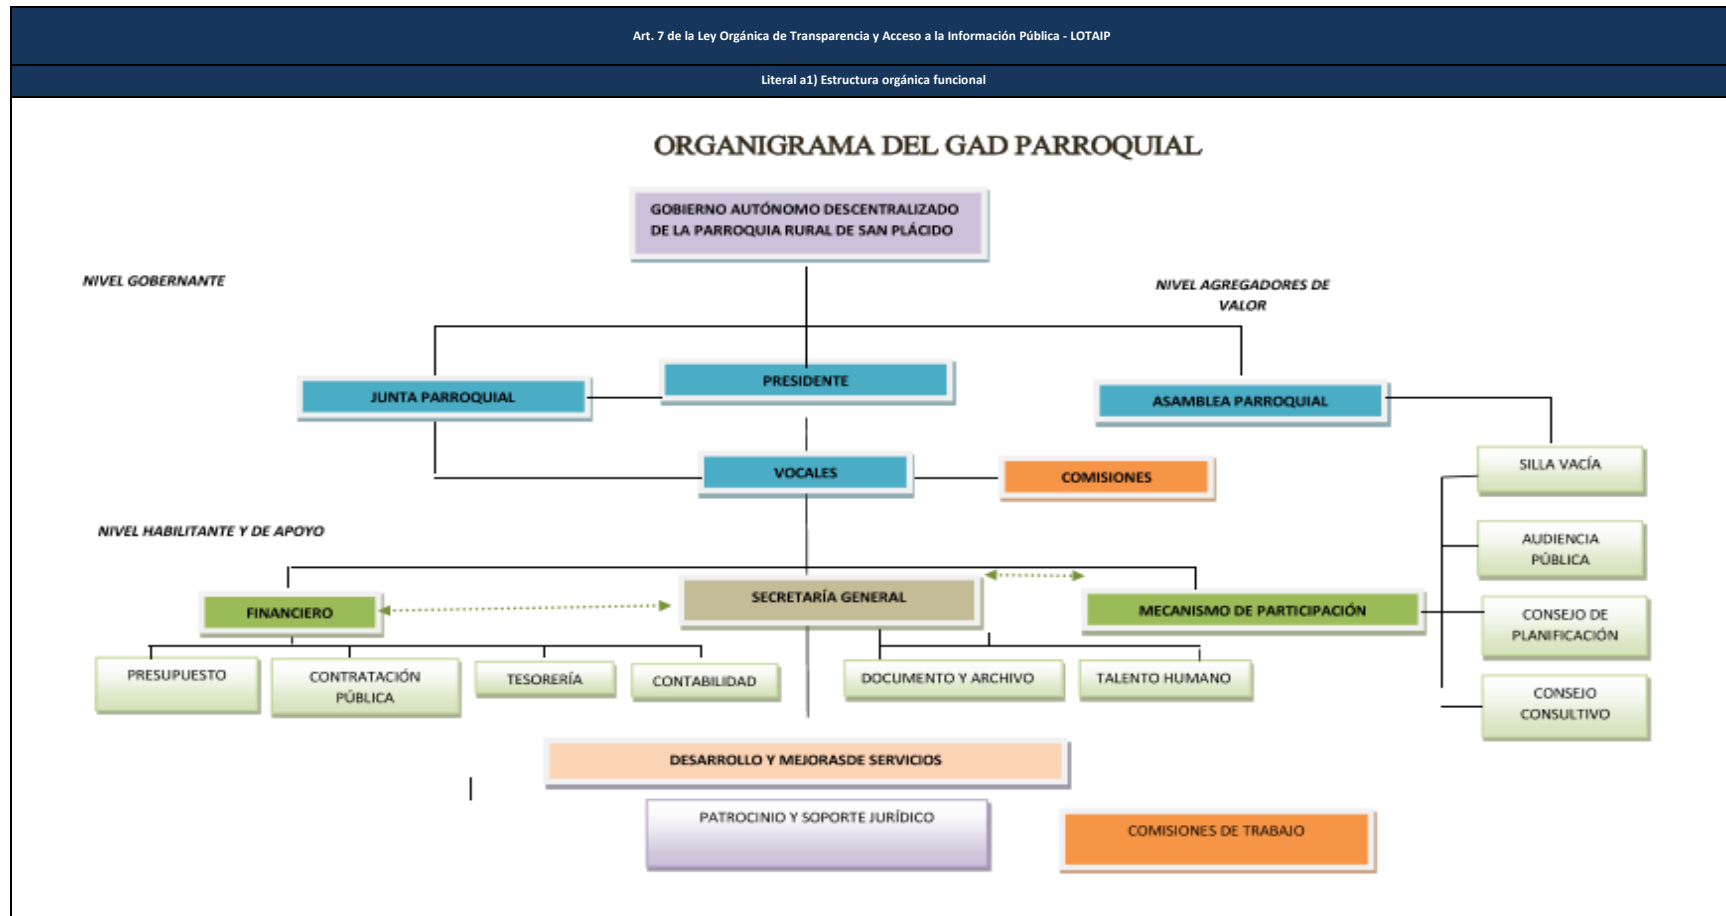 Art. 7 de la Ley Orgánica de Transparencia y Acceso a la Información Pública - LOTAIP
Literal a1) Estructura orgánica funcional
ORGANIGRAMA DEL GAD PARROQUIAL
GOBIERNO AUTÓNOMO DESCENTRALIZADO
DE LA PARROQUIA RURAL DE SAN PLÁCIDO
NIVEL GOBERNANTE
NIVEL AGREGADORES DE
VALOR
JUNTA PARROQUIAL
PRESIDENTE
ASAMBLEA PARROQUIAL
VOCALES
COMISIONES
SILLA VACÍA
AUDIENCIA
PÚBLICA
CONSEJO DE
PLANIFICACIÓN
CONSEJO
CONSULTIVO
NIVEL HABILITANTE Y DE APOYO
FINANCIERO
SECRETARÍA GENERAL
MECANISMO DE PARTICIPACIÓN
PRESUPUESTO
CONTRATACIÓN
PÚBLICA
TESORERÍA
CONTABILIDAD
DOCUMENTO Y ARCHIVO
TALENTO HUMANO
DESARROLLO Y MEJORASDE SERVICIOS
PATROCINIO Y SOPORTE JURÍDICO
COMISIONES DE TRABAJO